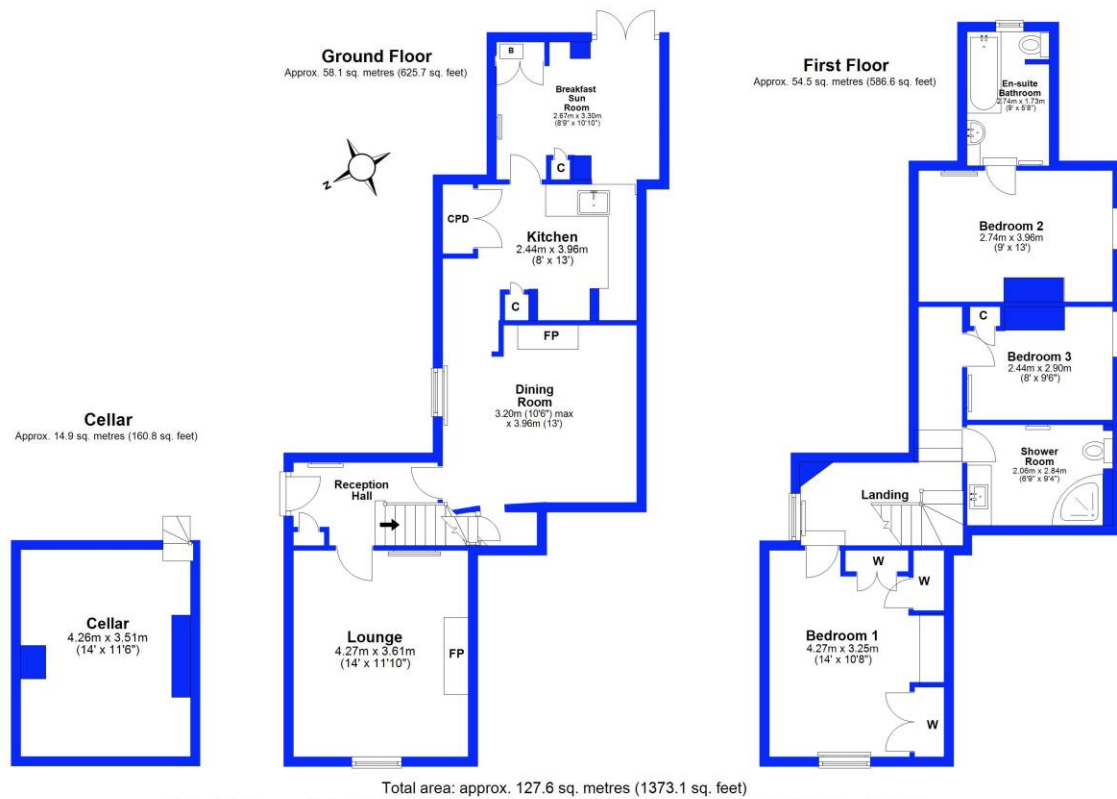 Ground Floor
Approx. 58.1 sq. metres (625.7 sq. feet)
B
Breakfast
Sun
Room
2.67m x 3.30m
(8'9" x 10'10")
C
N
CPD
Kitchen
2.44m x 3.96m
(8' x 13')
C
FP
Dining
Room
3.20m (10'6") max
x 3.96m (13')
Reception
Hall
Lounge
4.27m x 3.61m
(14' x 11'10")
FP
Cellar
Approx. 14.9 sq. metres (160.8 sq. feet)
Cellar
4.26m x 3.51m
(14' x 11'6")
First Floor
Approx. 54.5 sq. metres (586.6 sq. feet)
En-suite
Bathroom
2.74m x 1.73m
(9' x 5'8")
Bedroom 2
2.74m x 3.96m
(9' x 13')
C
Bedroom 3
2.44m x 2.90m
(8' x 9'6")
Shower
Room
2.06m x 2.84m
(6'9" x 9'4")
Landing
W
W
Bedroom 1
4.27m x 3.25m
(14' x 10'8")
W
Total area: approx. 127.6 sq. metres (1373.1 sq. feet)